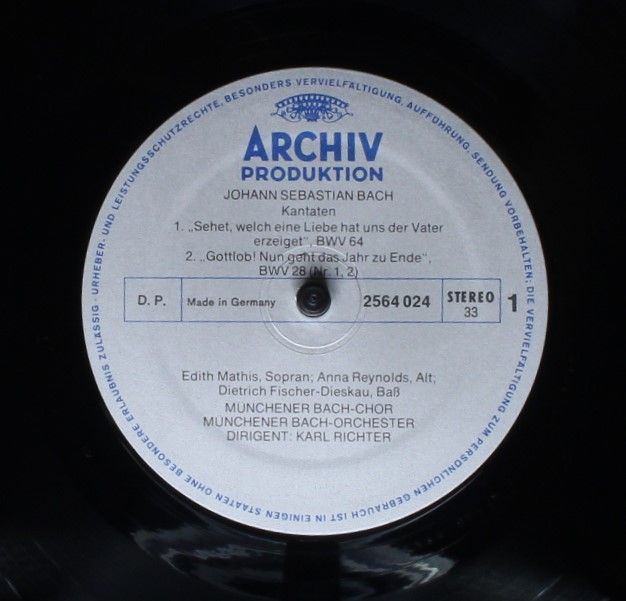 ARCHIV
PRODUKTION
JOHANN SEBASTIAN BACH
Kantaten
1. „Sehet, welch eine Liebe hat uns der Vater
erzeiget", BWV 64
2. „Gottlob! Nun geht das Jahr zu Ende",
BWV 28 (Nr. 1, 2)
D. P. Made in Germany 2564 024 STEREO 1
33
Edith Mathis, Sopran; Anna Reynolds, Alt;
Dietrich Fischer-Dieskau, Baß
MÜNCHENER BACH-CHOR
MÜNCHENER BACH-ORCHESTER
DIRIGENT: KARL RICHTER
URHEBER- UND LEISTUNGSSCHUTZRECHTE, BESONDERS VERVIELFÄLTIGUNG, AUFFÜHRUNG, SENDUNG VORBEHALTEN; DIE VERVIELFÄLTIGUNG ZUM PERSÖNLICHEN GEBRAUCH IST IN EINIGEN STAATEN OHNE BESONDERE ERLAUBNIS ZULÄSSIG ·